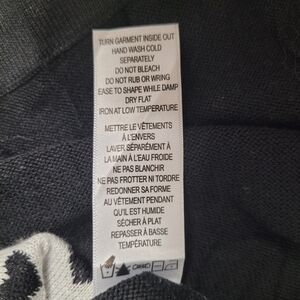 TURN GARMENT INSIDE OUT
HAND WASH COLD
SEPARATELY
DO NOT BLEACH
DO NOT RUB OR WRING
EASE TO SHAPE WHILE DAMP
DRY FLAT
IRON AT LOW TEMPERATURE
METTRE LE VÊTEMENTS
À L'ENVERS
LAVER SÉPARÉMENT À
LA MAIN À L'EAU FROIDE
NE PAS BLANCHIR
NE PAS FROTTER NI TORDRE
REDONNER SA FORME
AU VÊTEMENT PENDANT
QU'IL EST HUMIDE
SÉCHER À PLAT
REPASSER À BASSE
TEMPÉRATURE